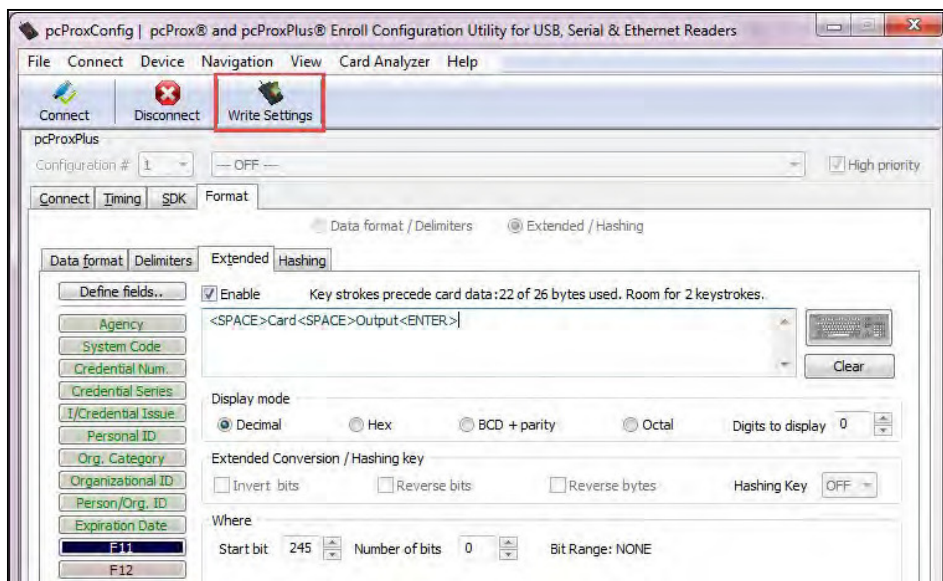 pcProxConfig | pcProx® and pcProxPlus® Enroll Configuration Utility for USB, Serial & Ethernet Readers
File Connect Device Navigation View Card Analyzer Help
Connect Disconnect Write Settings
pcProxPlus
Configuration # 1 --- OFF --- High priority
Connect Timing SDK Format
Data format / Delimiters Extended / Hashing
Data format Delimiters Extended Hashing
Define fields.. Enable Key strokes precede card data:22 of 26 bytes used. Room for 2 keystrokes.
Agency <SPACE>Card<SPACE>Output<ENTER>
System Code
Credential Num. Clear
Credential Series Display mode
I/Credential Issue Decimal Hex BCD + parity Octal Digits to display 0
Personal ID
Org. Category Extended Conversion / Hashing key
Organizational ID Invert bits Reverse bits Reverse bytes Hashing Key OFF
Person/Org. ID
Expiration Date Where
F11 Start bit 245 Number of bits 0 Bit Range: NONE
F12